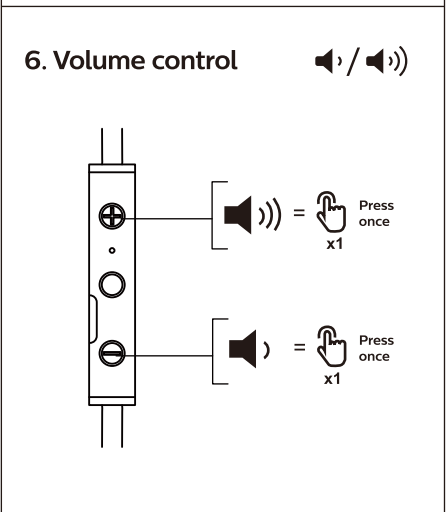 6. Volume control
/
= Press
once
x1
= Press
once
x1